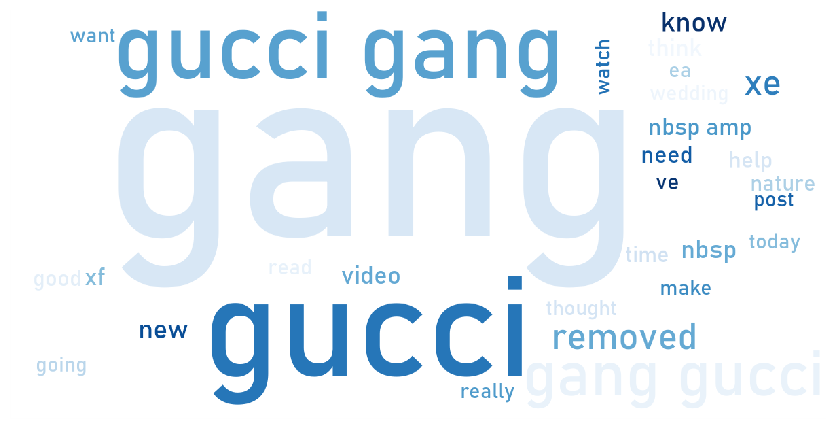 know
want
gucci gang
think
watch
ea
xe
wedding
gang
nbsp amp
need
help
ve
nature
post
today
time
nbsp
read
good
xf
video
make
gucci
thought
new
removed
gang gucci
going
really